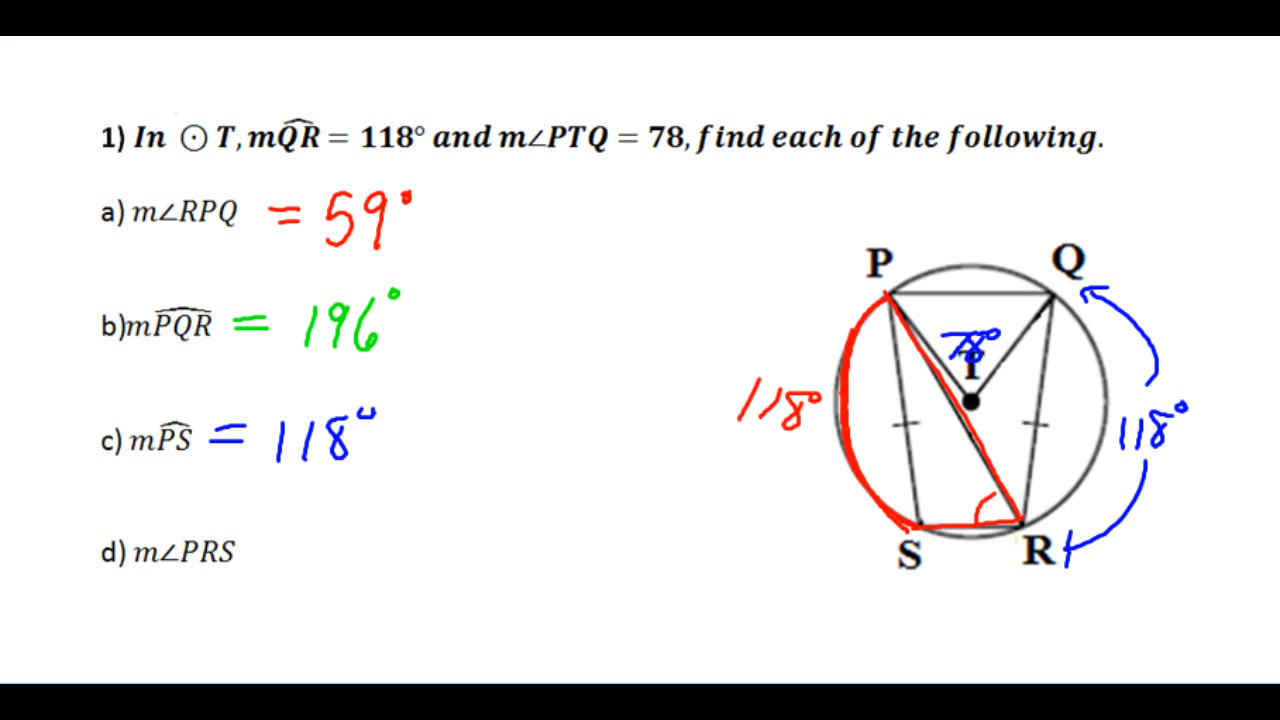 1) In ⊙ T, mQR͡ = 118° and m∠PTQ = 78, find each of the following.
a) m∠RPQ = 59°
b)mPQR͡ = 196°
c) mPS͡ = 118°
d) m∠PRS
P
Q
78°
T
118°
118°
S
R